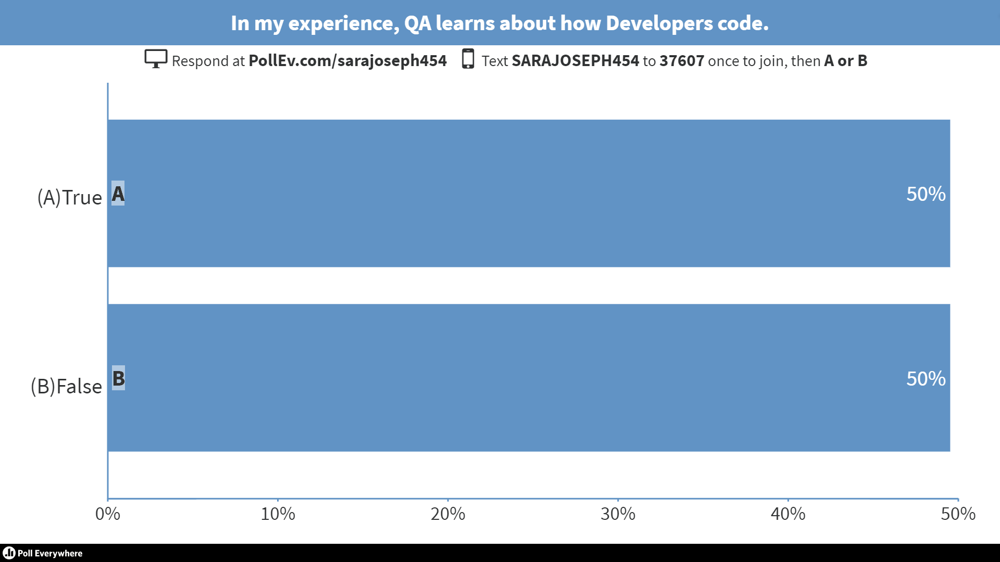 In my experience, QA learns about how Developers code.
Respond at PollEv.com/sarajoseph454 Text SARAJOSEPH454 to 37607 once to join, then A or B
(A)True A 50%
(B)False B 50%
0% 10% 20% 30% 40% 50%
Poll Everywhere